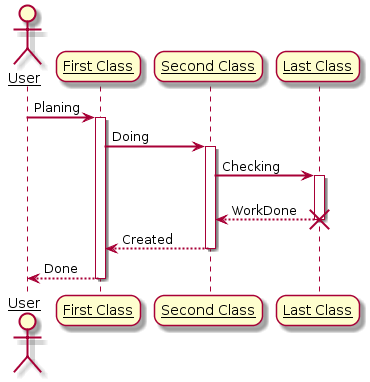 User
First Class
Second Class
Last Class
Planing
Doing
Checking
WorkDone
Created
Done
User
First Class
Second Class
Last Class